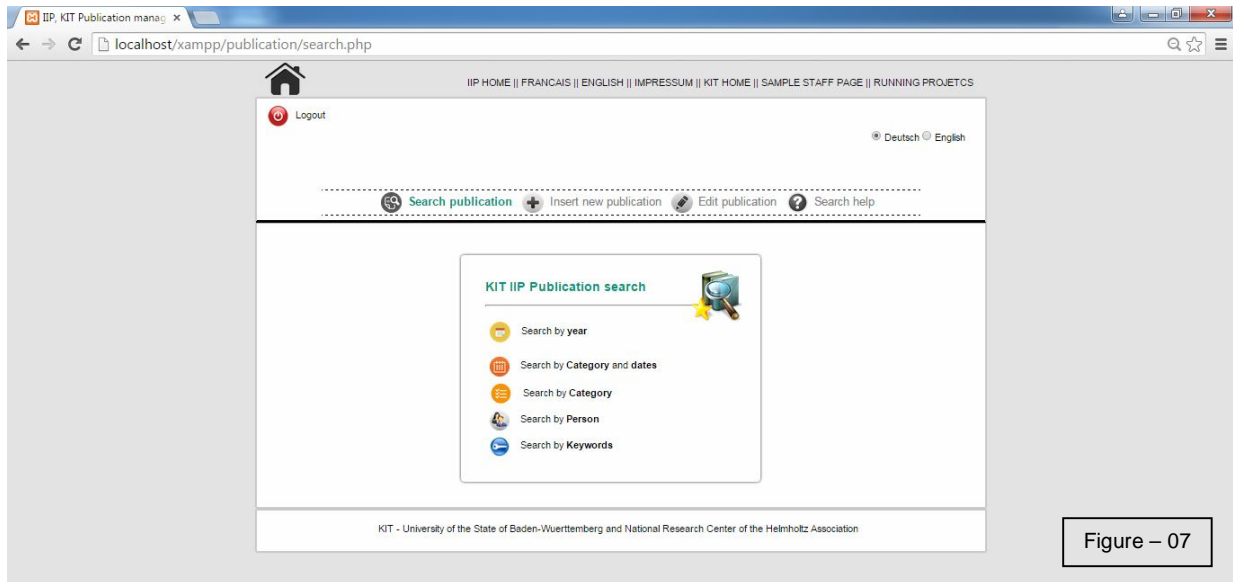 IIP, KIT Publication manag
localhost/xampp/publication/search.php
IIP HOME || FRANCAIS || ENGLISH || IMPRESSUM || KIT HOME || SAMPLE STAFF PAGE || RUNNING PROJETCS
Logout
Deutsch English
Search publication Insert new publication Edit publication Search help
KIT IIP Publication search
Search by year
Search by Category and dates
Search by Category
Search by Person
Search by Keywords
KIT - University of the State of Baden-Wuerttemberg and National Research Center of the Helmholtz Association
Figure – 07